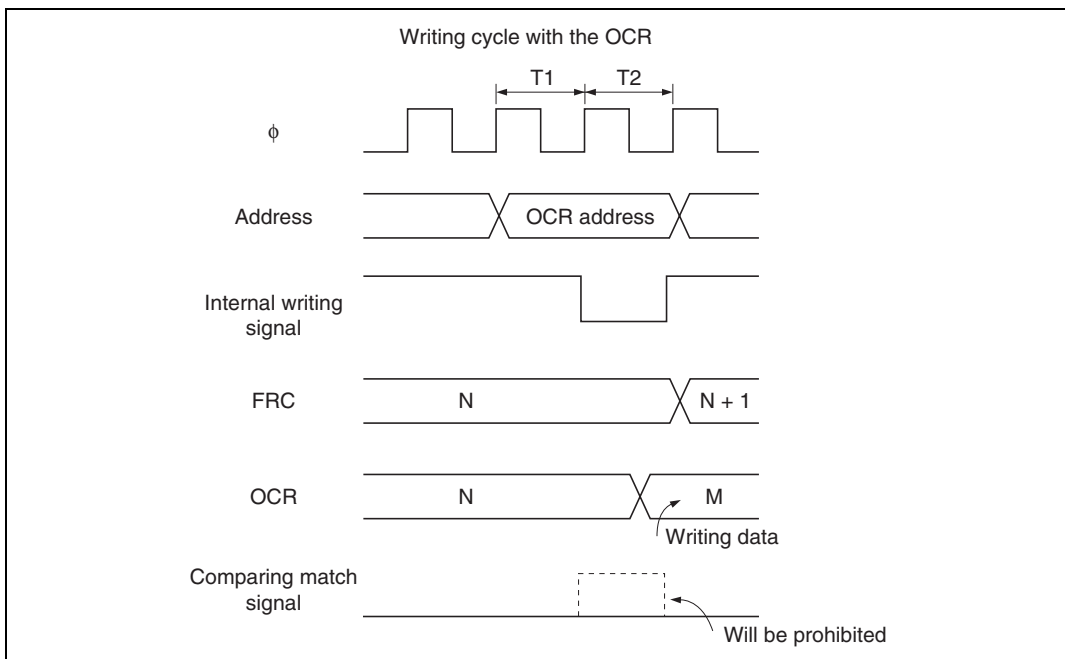 Writing cycle with the OCR
T1 T2
ϕ
Address OCR address
Internal writing
signal
FRC N N + 1
OCR N M
Writing data
Comparing match
signal
Will be prohibited